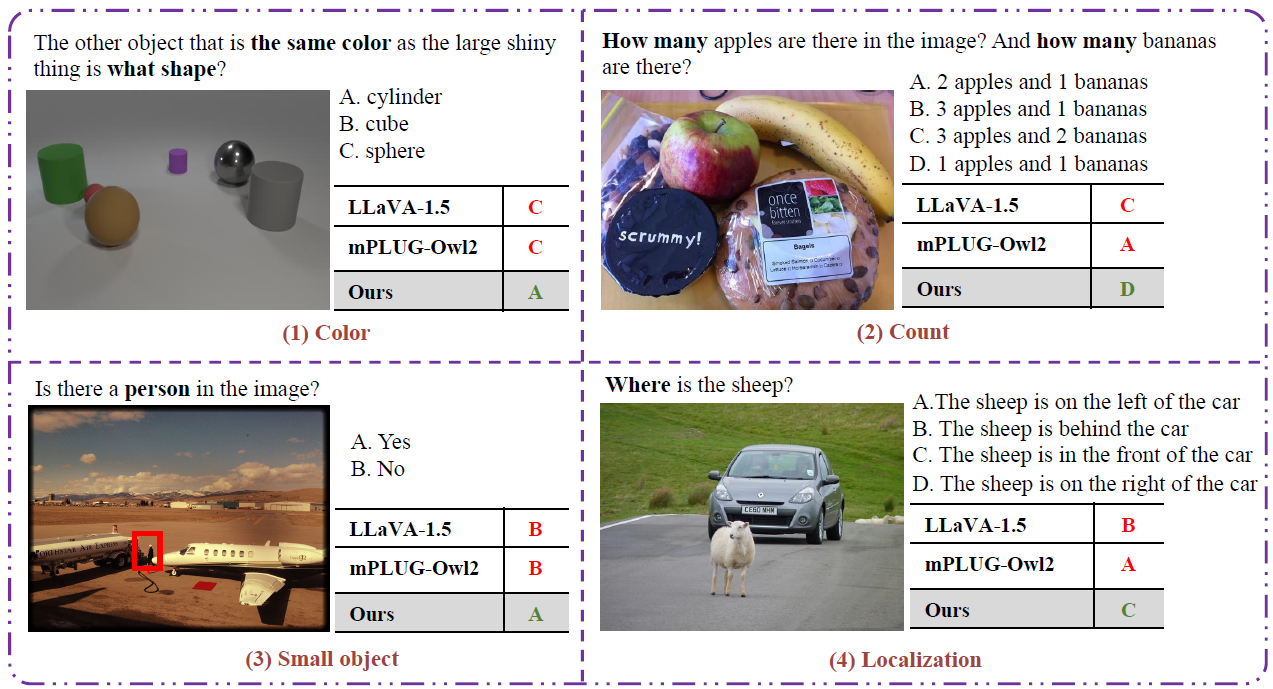 The other object that is the same color as the large shiny
thing is what shape?
A. cylinder
B. cube
C. sphere
LLaVA-1.5 C
mPLUG-Owl2 C
Ours A
(1) Color
How many apples are there in the image? And how many bananas
are there?
A. 2 apples and 1 bananas
B. 3 apples and 1 bananas
C. 3 apples and 2 bananas
D. 1 apples and 1 bananas
once
bitten
scrummy!
Bagels
LLaVA-1.5 C
mPLUG-Owl2 A
Ours D
(2) Count
Is there a person in the image?
A. Yes
B. No
LLaVA-1.5 B
mPLUG-Owl2 B
Ours A
(3) Small object
Where is the sheep?
A.The sheep is on the left of the car
B. The sheep is behind the car
C. The sheep is in the front of the car
D. The sheep is on the right of the car
CE60 NHM
LLaVA-1.5 B
mPLUG-Owl2 A
Ours C
(4) Localization